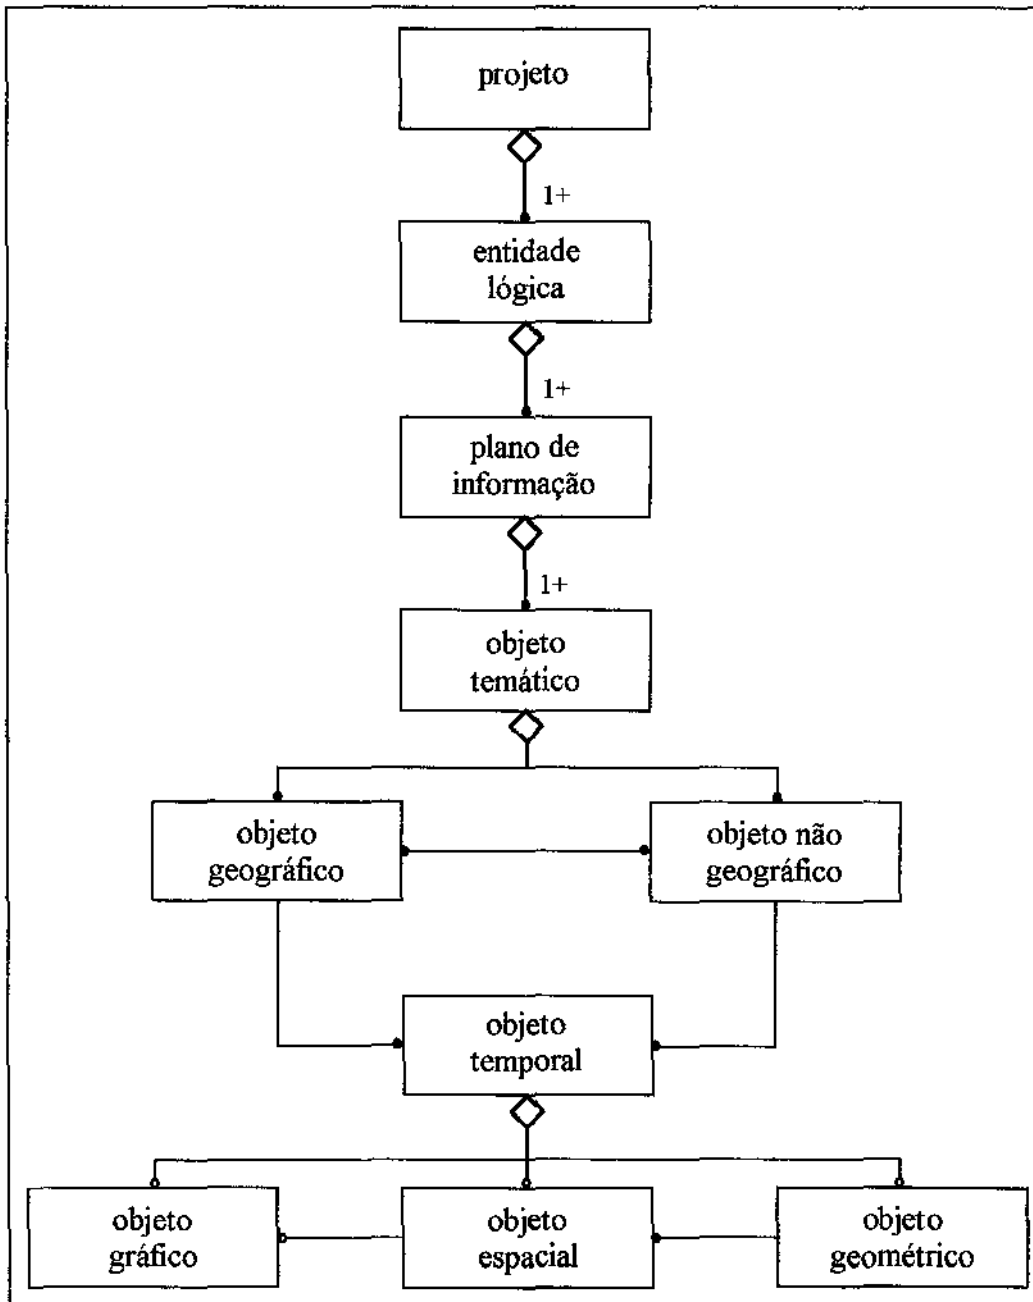 projeto
1+
entidade
lógica
1+
plano de
informação
1+
objeto
temático
objeto
geográfico
objeto não
geográfico
objeto
temporal
objeto
gráfico
objeto
espacial
objeto
geométrico